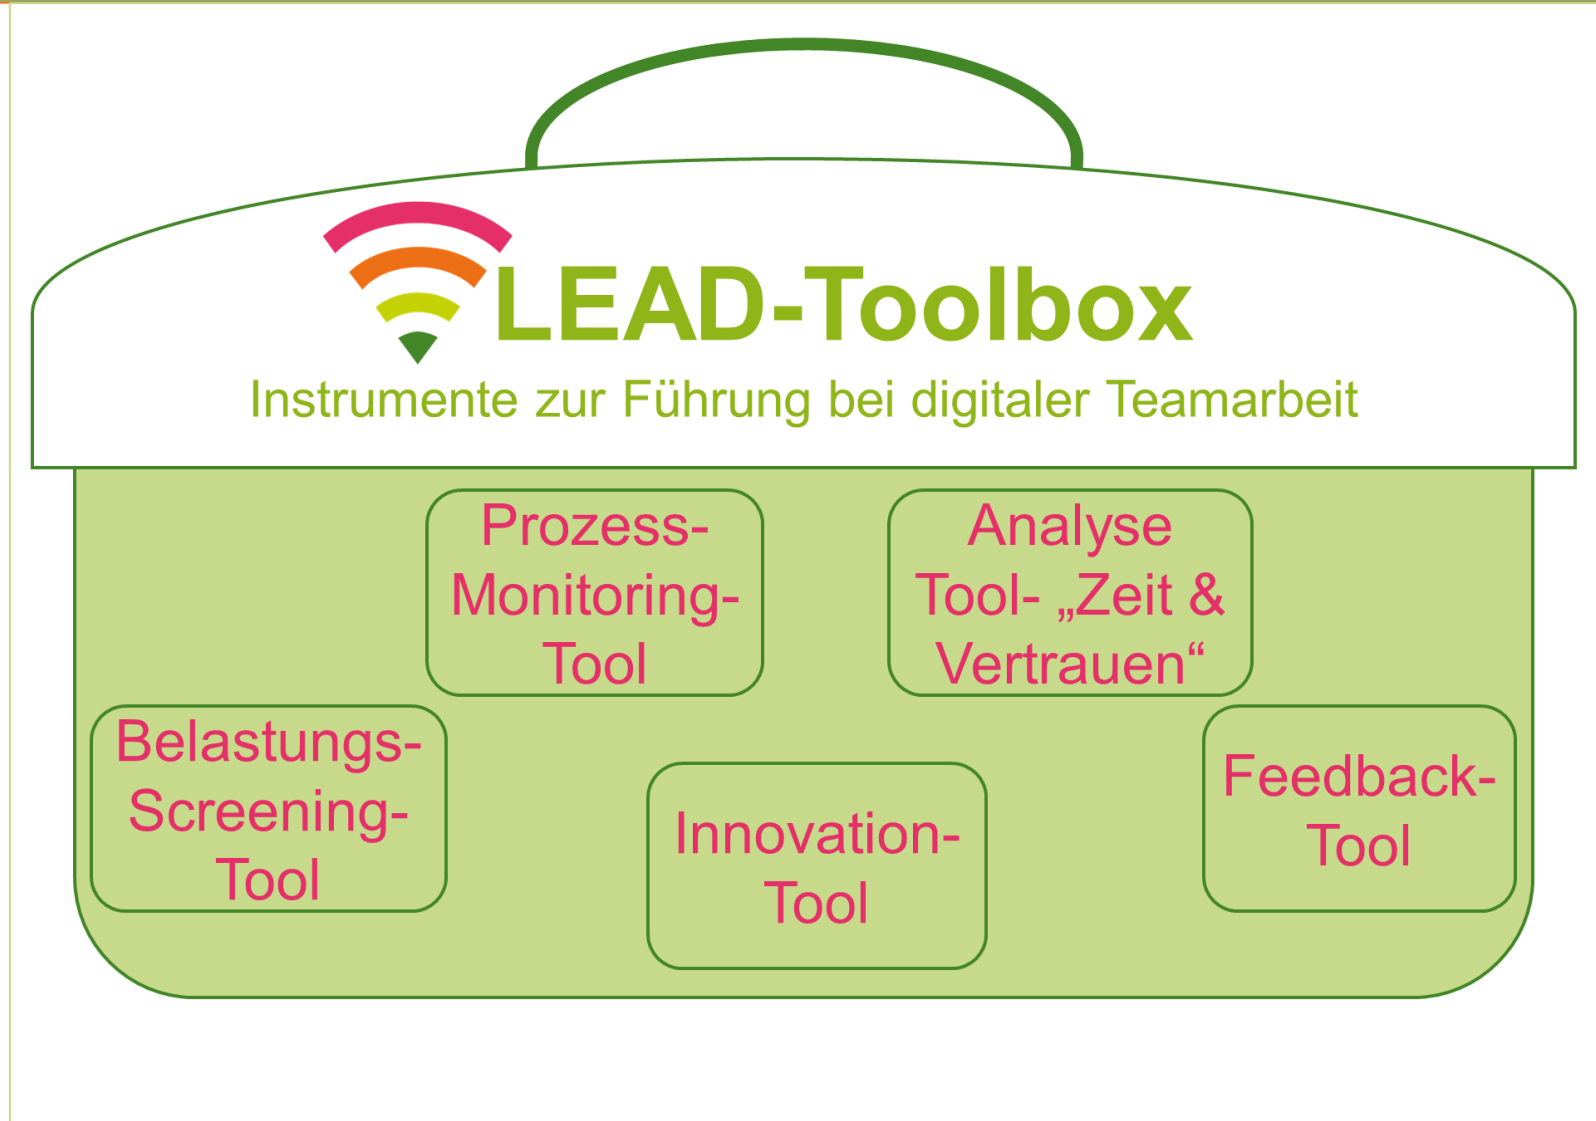 LEAD-Toolbox
Instrumente zur Führung bei digitaler Teamarbeit
Prozess-
Monitoring-
Tool
Analyse
Tool- „Zeit &
Vertrauen“
Belastungs-
Screening-
Tool
Innovation-
Tool
Feedback-
Tool